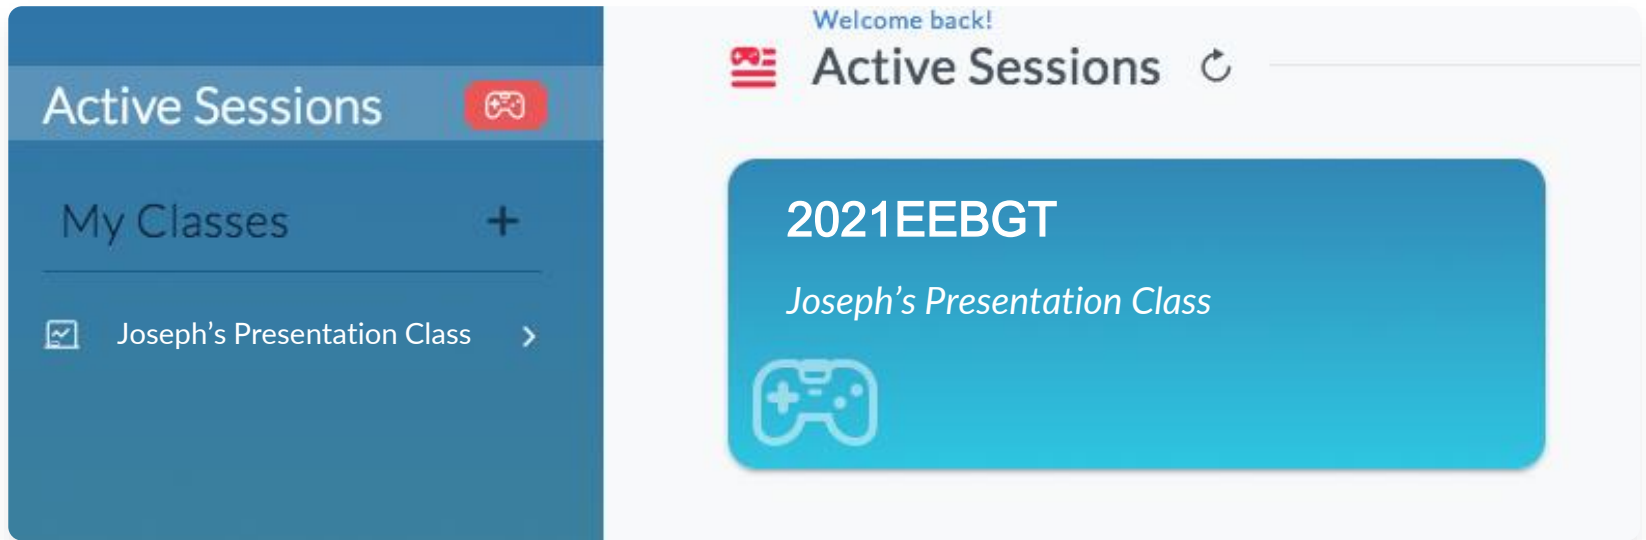 Active Sessions
My Classes
Joseph’s Presentation Class
Welcome back!
Active Sessions
2021EEBGT
Joseph’s Presentation Class